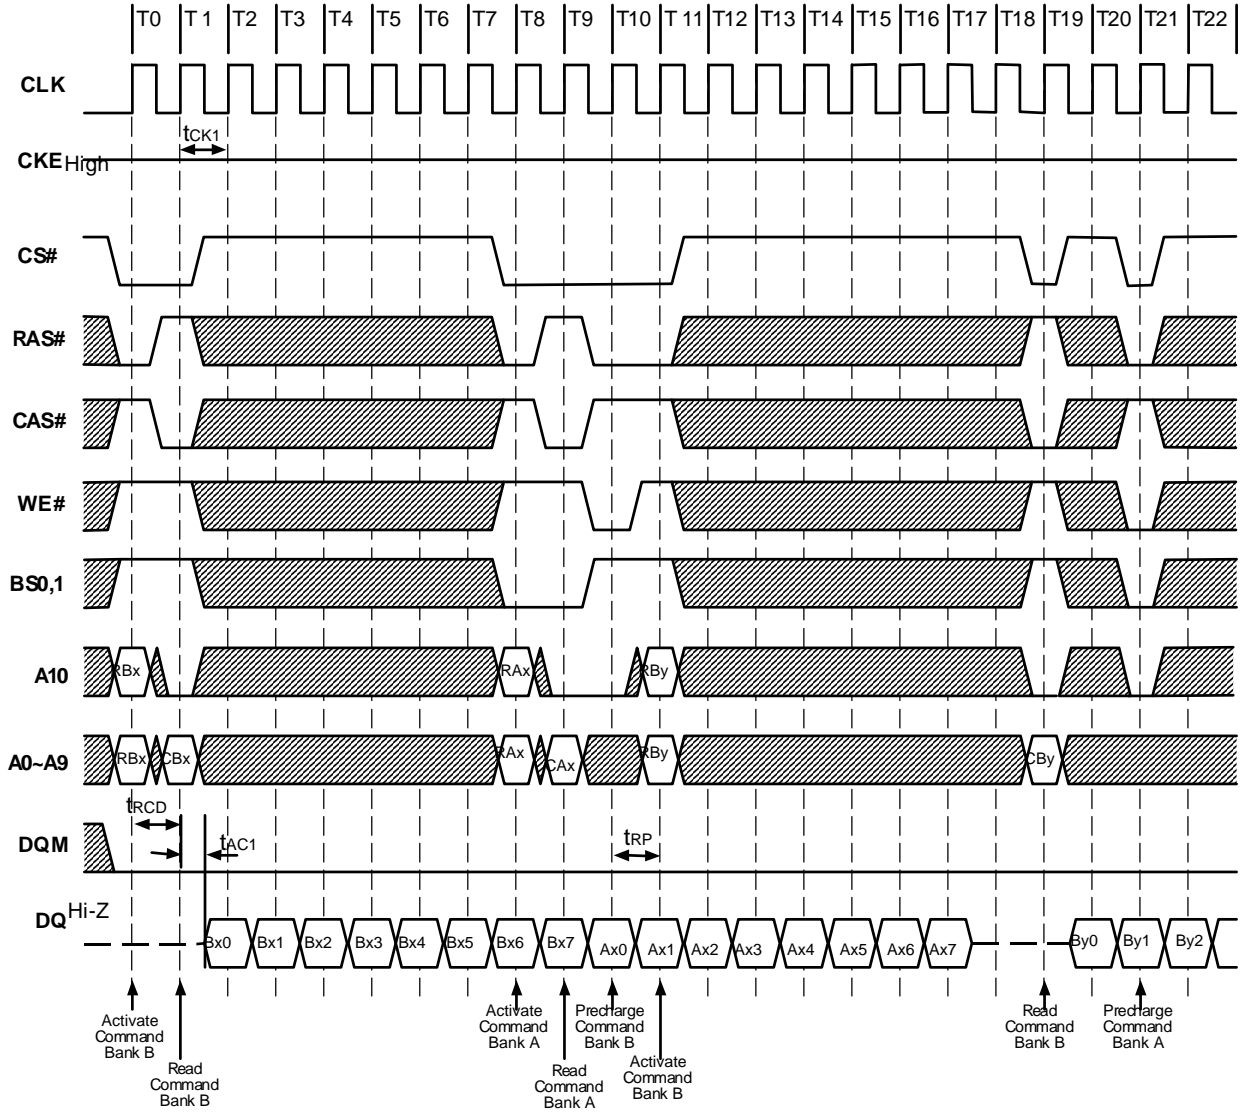 T0 T 1 T2 T3 T4 T5 T6 T7 T8 T9 T10 T 11 T12 T13 T14 T15 T16 T17 T18 T19 T20 T21 T22
CLK
tCK1
CKE High
CS#
RAS#
CAS#
WE#
BS0,1
A10 RBx RAx RBy
A0~A9 RBx CBx RAx CAx RBy CBy
tRCD
DQM tAC1 tRP
DQ Hi-Z
Bx0 Bx1 Bx2 Bx3 Bx4 Bx5 Bx6 Bx7 Ax0 Ax1 Ax2 Ax3 Ax4 Ax5 Ax6 Ax7 By0 By1 By2
Activate
Command
Bank B
Read
Command
Bank B
Activate
Command
Bank A
Read
Command
Bank A
Precharge
Command
Bank B
Activate
Command
Bank B
Read
Command
Bank B
Precharge
Command
Bank A